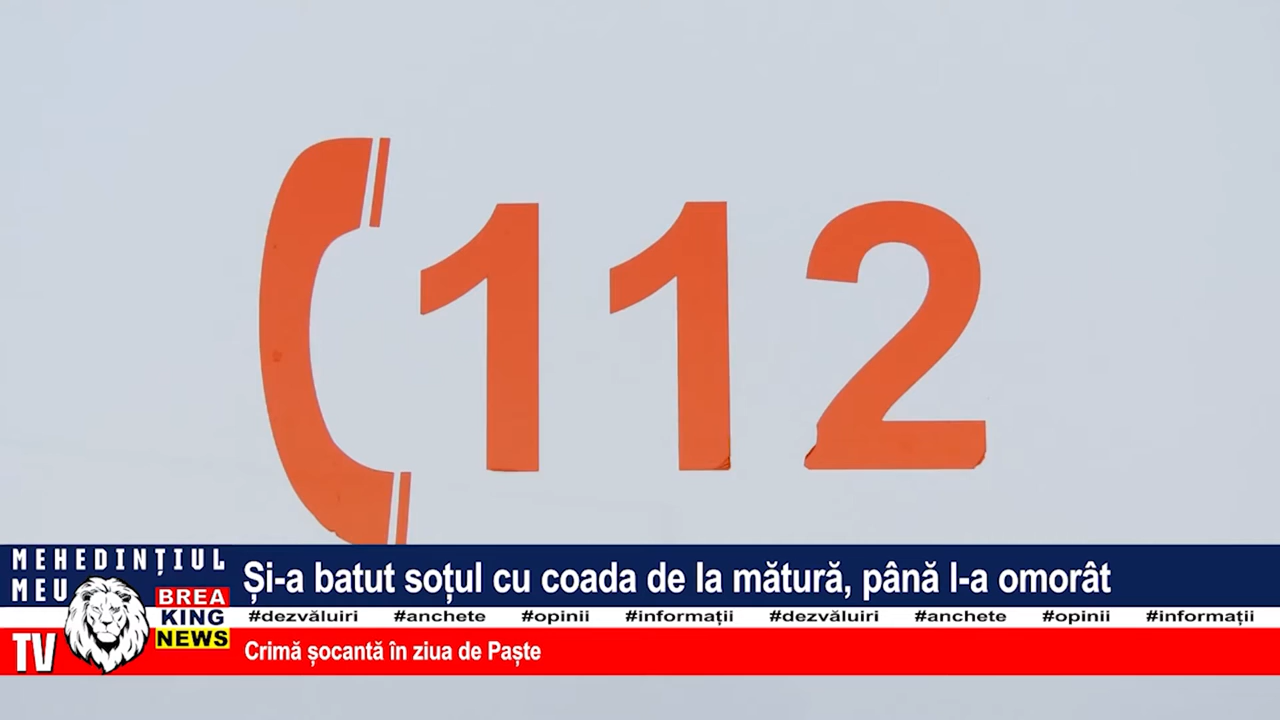 112
MEHEDINȚIUL
MEU
TV
BREA
KING
NEWS
Și-a batut soțul cu coada de la mătură, până l-a omorât
#dezvăluiri #anchete #opinii #informații #dezvăluiri #anchete #opinii #informații
Crimă șocantă în ziua de Paște